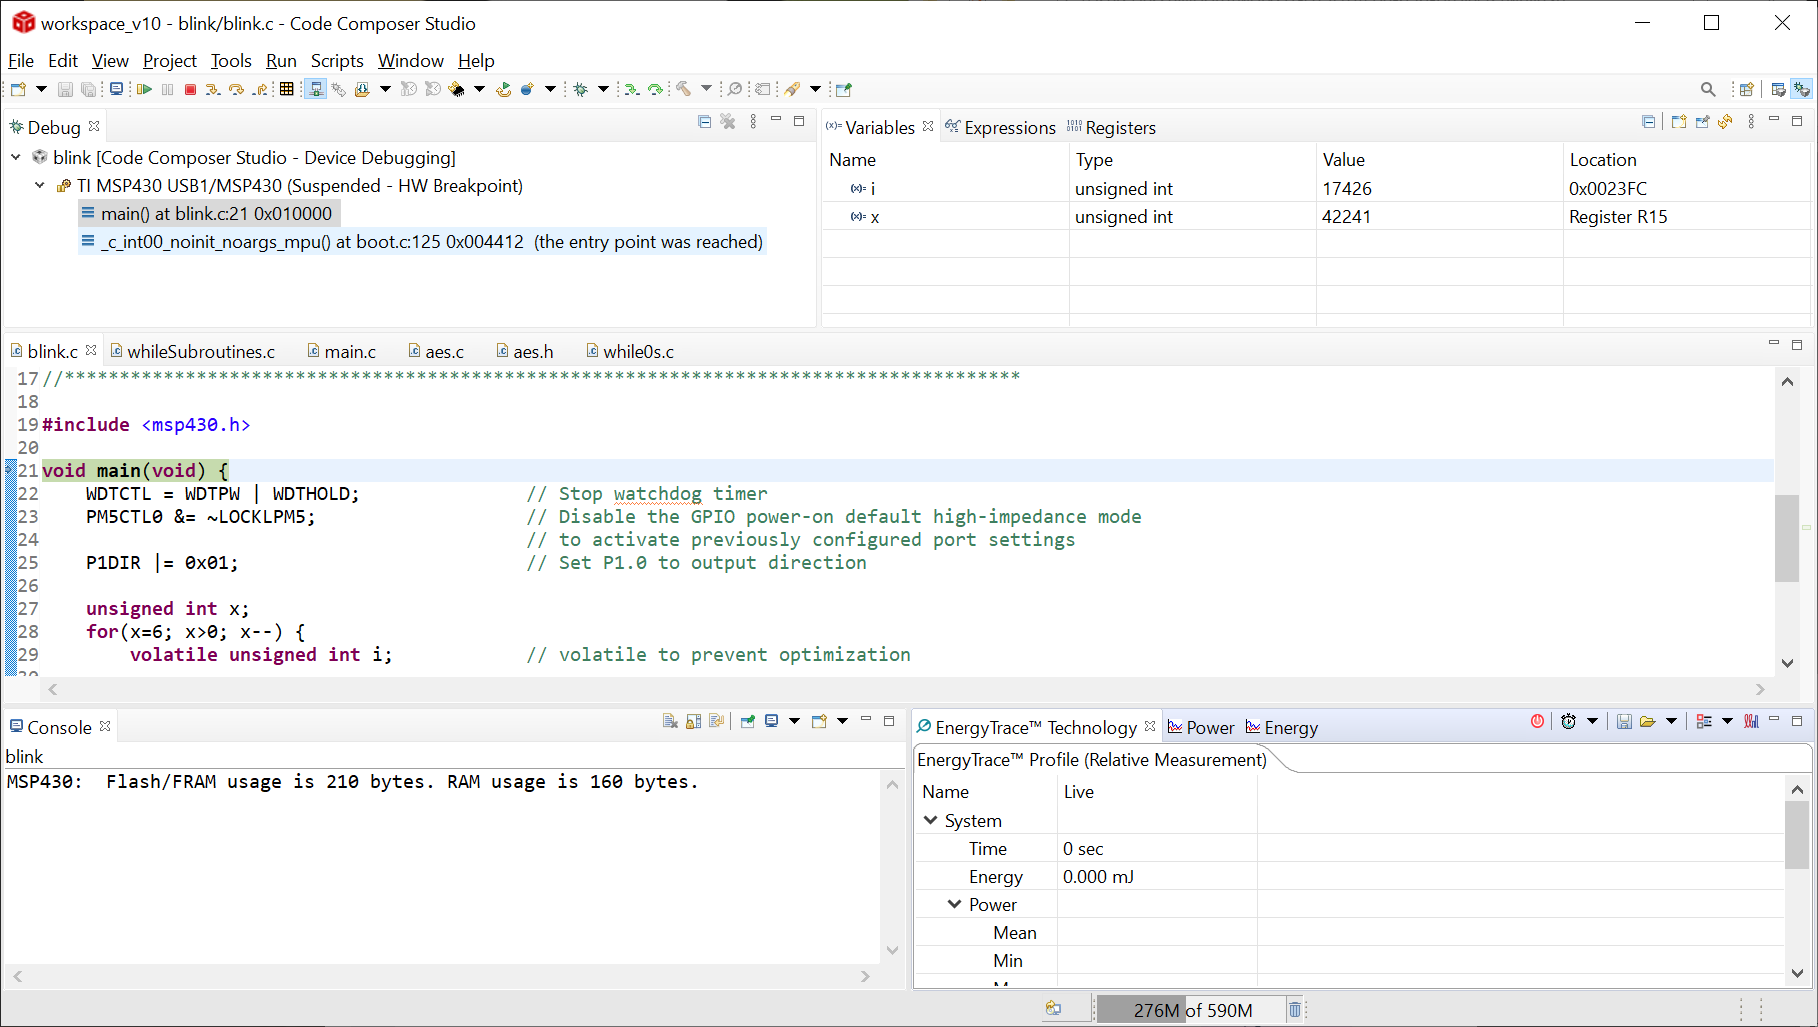 workspace_v10 - blink/blink.c - Code Composer Studio
File Edit View Project Tools Run Scripts Window Help
Debug
blink [Code Composer Studio - Device Debugging]
TI MSP430 USB1/MSP430 (Suspended - HW Breakpoint)
main() at blink.c:21 0x010000
_c_int00_noinit_noargs_mpu() at boot.c:125 0x004412 (the entry point was reached)
(x)= Variables Expressions Registers
Name Type Value Location
(x)= i unsigned int 17426 0x0023FC
(x)= x unsigned int 42241 Register R15
blink.c whileSubroutines.c main.c aes.c aes.h while0s.c
17 //***************************************************************************************
18
19 #include <msp430.h>
20
21 void main(void) {
22 WDTCTL = WDTPW | WDTHOLD; // Stop watchdog timer
23 PM5CTL0 &= ~LOCKLPM5; // Disable the GPIO power-on default high-impedance mode
24 // to activate previously configured port settings
25 P1DIR |= 0x01; // Set P1.0 to output direction
26
27 unsigned int x;
28 for(x=6; x>0; x--) {
29 volatile unsigned int i; // volatile to prevent optimization
Console
blink
MSP430: Flash/FRAM usage is 210 bytes. RAM usage is 160 bytes.
EnergyTrace™ Technology Power Energy
EnergyTrace™ Profile (Relative Measurement)
Name Live
System
Time 0 sec
Energy 0.000 mJ
Power
Mean
Min
276M of 590M